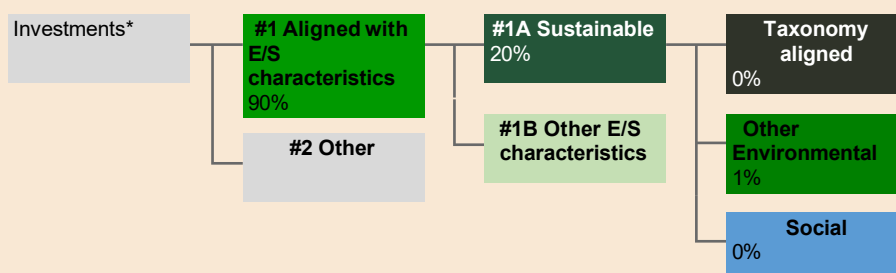 Investments*
#1 Aligned with
E/S
characteristics
90%
#2 Other
#1A Sustainable
20%
#1B Other E/S
characteristics
Taxonomy
aligned
0%
Other
Environmental
1%
Social
0%